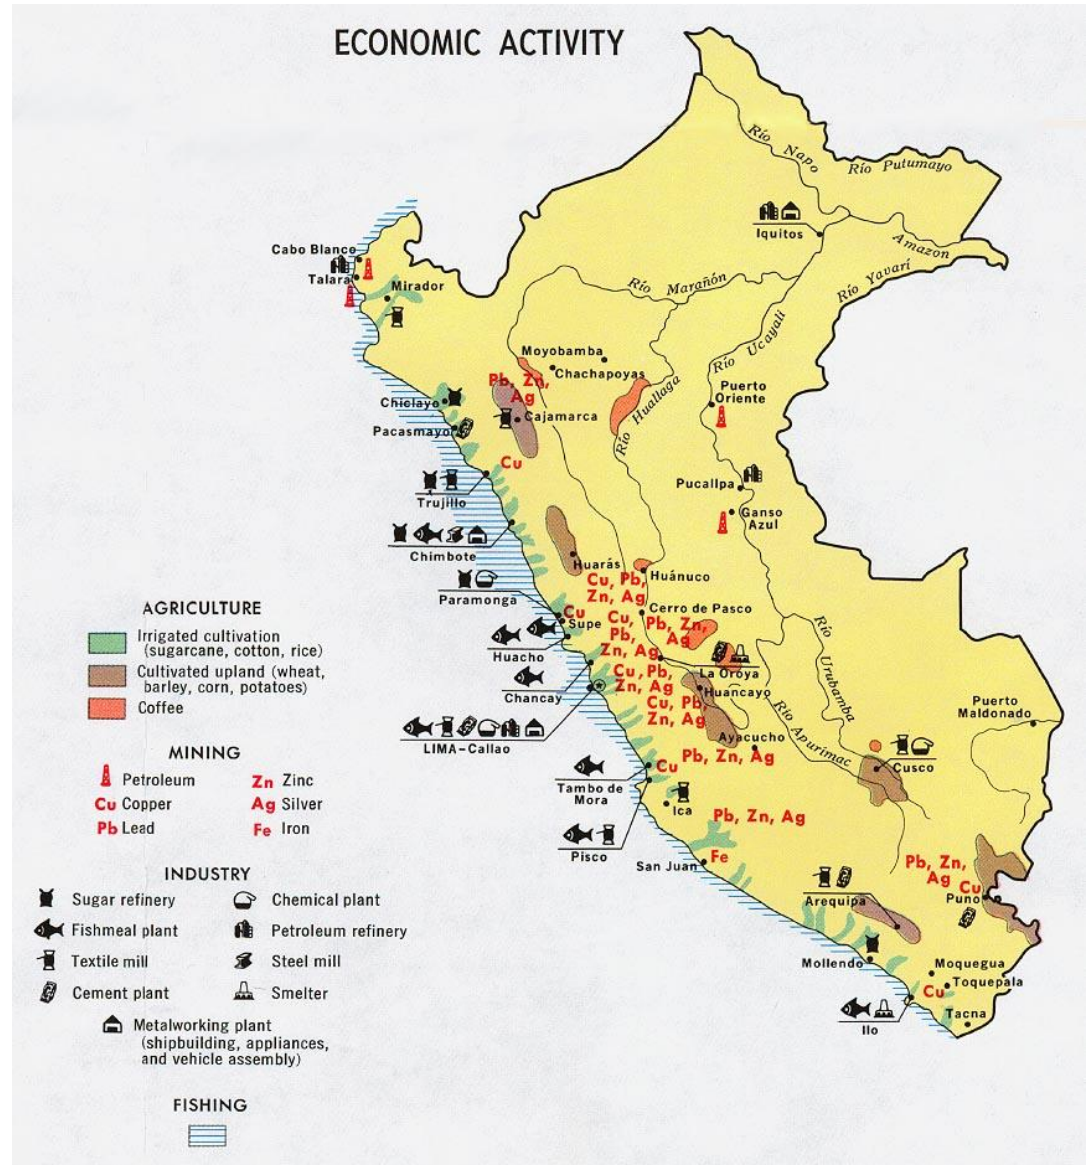 ECONOMIC ACTIVITY
Río Napo
Río Putumayo
Iquitos
Amazon
Río Yavarí
Cabo Blanco
Talara
Mirador
Río Marañón
Río Ucayali
Moyobamba
Chachapoyas
Río Huallaga
Pb, Zn,
Ag
Cajamarca
Puerto
Oriente
Chiclayo
Pacasmayo
Cu
Trujillo
Pucallpa
Ganso
Azul
Chimbote
Huarás
Huánuco
Cu, Pb,
Zn, Ag
Paramonga
Cu
Supe
Cerro de Pasco
Cu,
Pb,
Zn, Ag
Pb, Zn,
Ag
Huacho
La Oroya
Chancay
Cu, Pb,
Zn, Ag
Huancayo
Cu, Pb,
Zn, Ag
LIMA-Callao
Río Urubamba
Río Apurimac
Puerto
Maldonado
Ayacucho
Pb, Zn, Ag
Cusco
Cu
Tambo de
Mora
Ica
Pisco
Pb, Zn, Ag
San Juan
Fe
Pb, Zn,
Ag
Cu
Puno
Arequipa
Mollendo
Moquegua
Toquepala
Cu
Tacna
Ilo
AGRICULTURE
Irrigated cultivation
(sugarcane, cotton, rice)
Cultivated upland (wheat,
barley, corn, potatoes)
Coffee
MINING
Petroleum
Zn Zinc
Cu Copper
Ag Silver
Pb Lead
Fe Iron
INDUSTRY
Sugar refinery
Chemical plant
Fishmeal plant
Petroleum refinery
Textile mill
Steel mill
Cement plant
Smelter
Metalworking plant
(shipbuilding, appliances,
and vehicle assembly)
FISHING